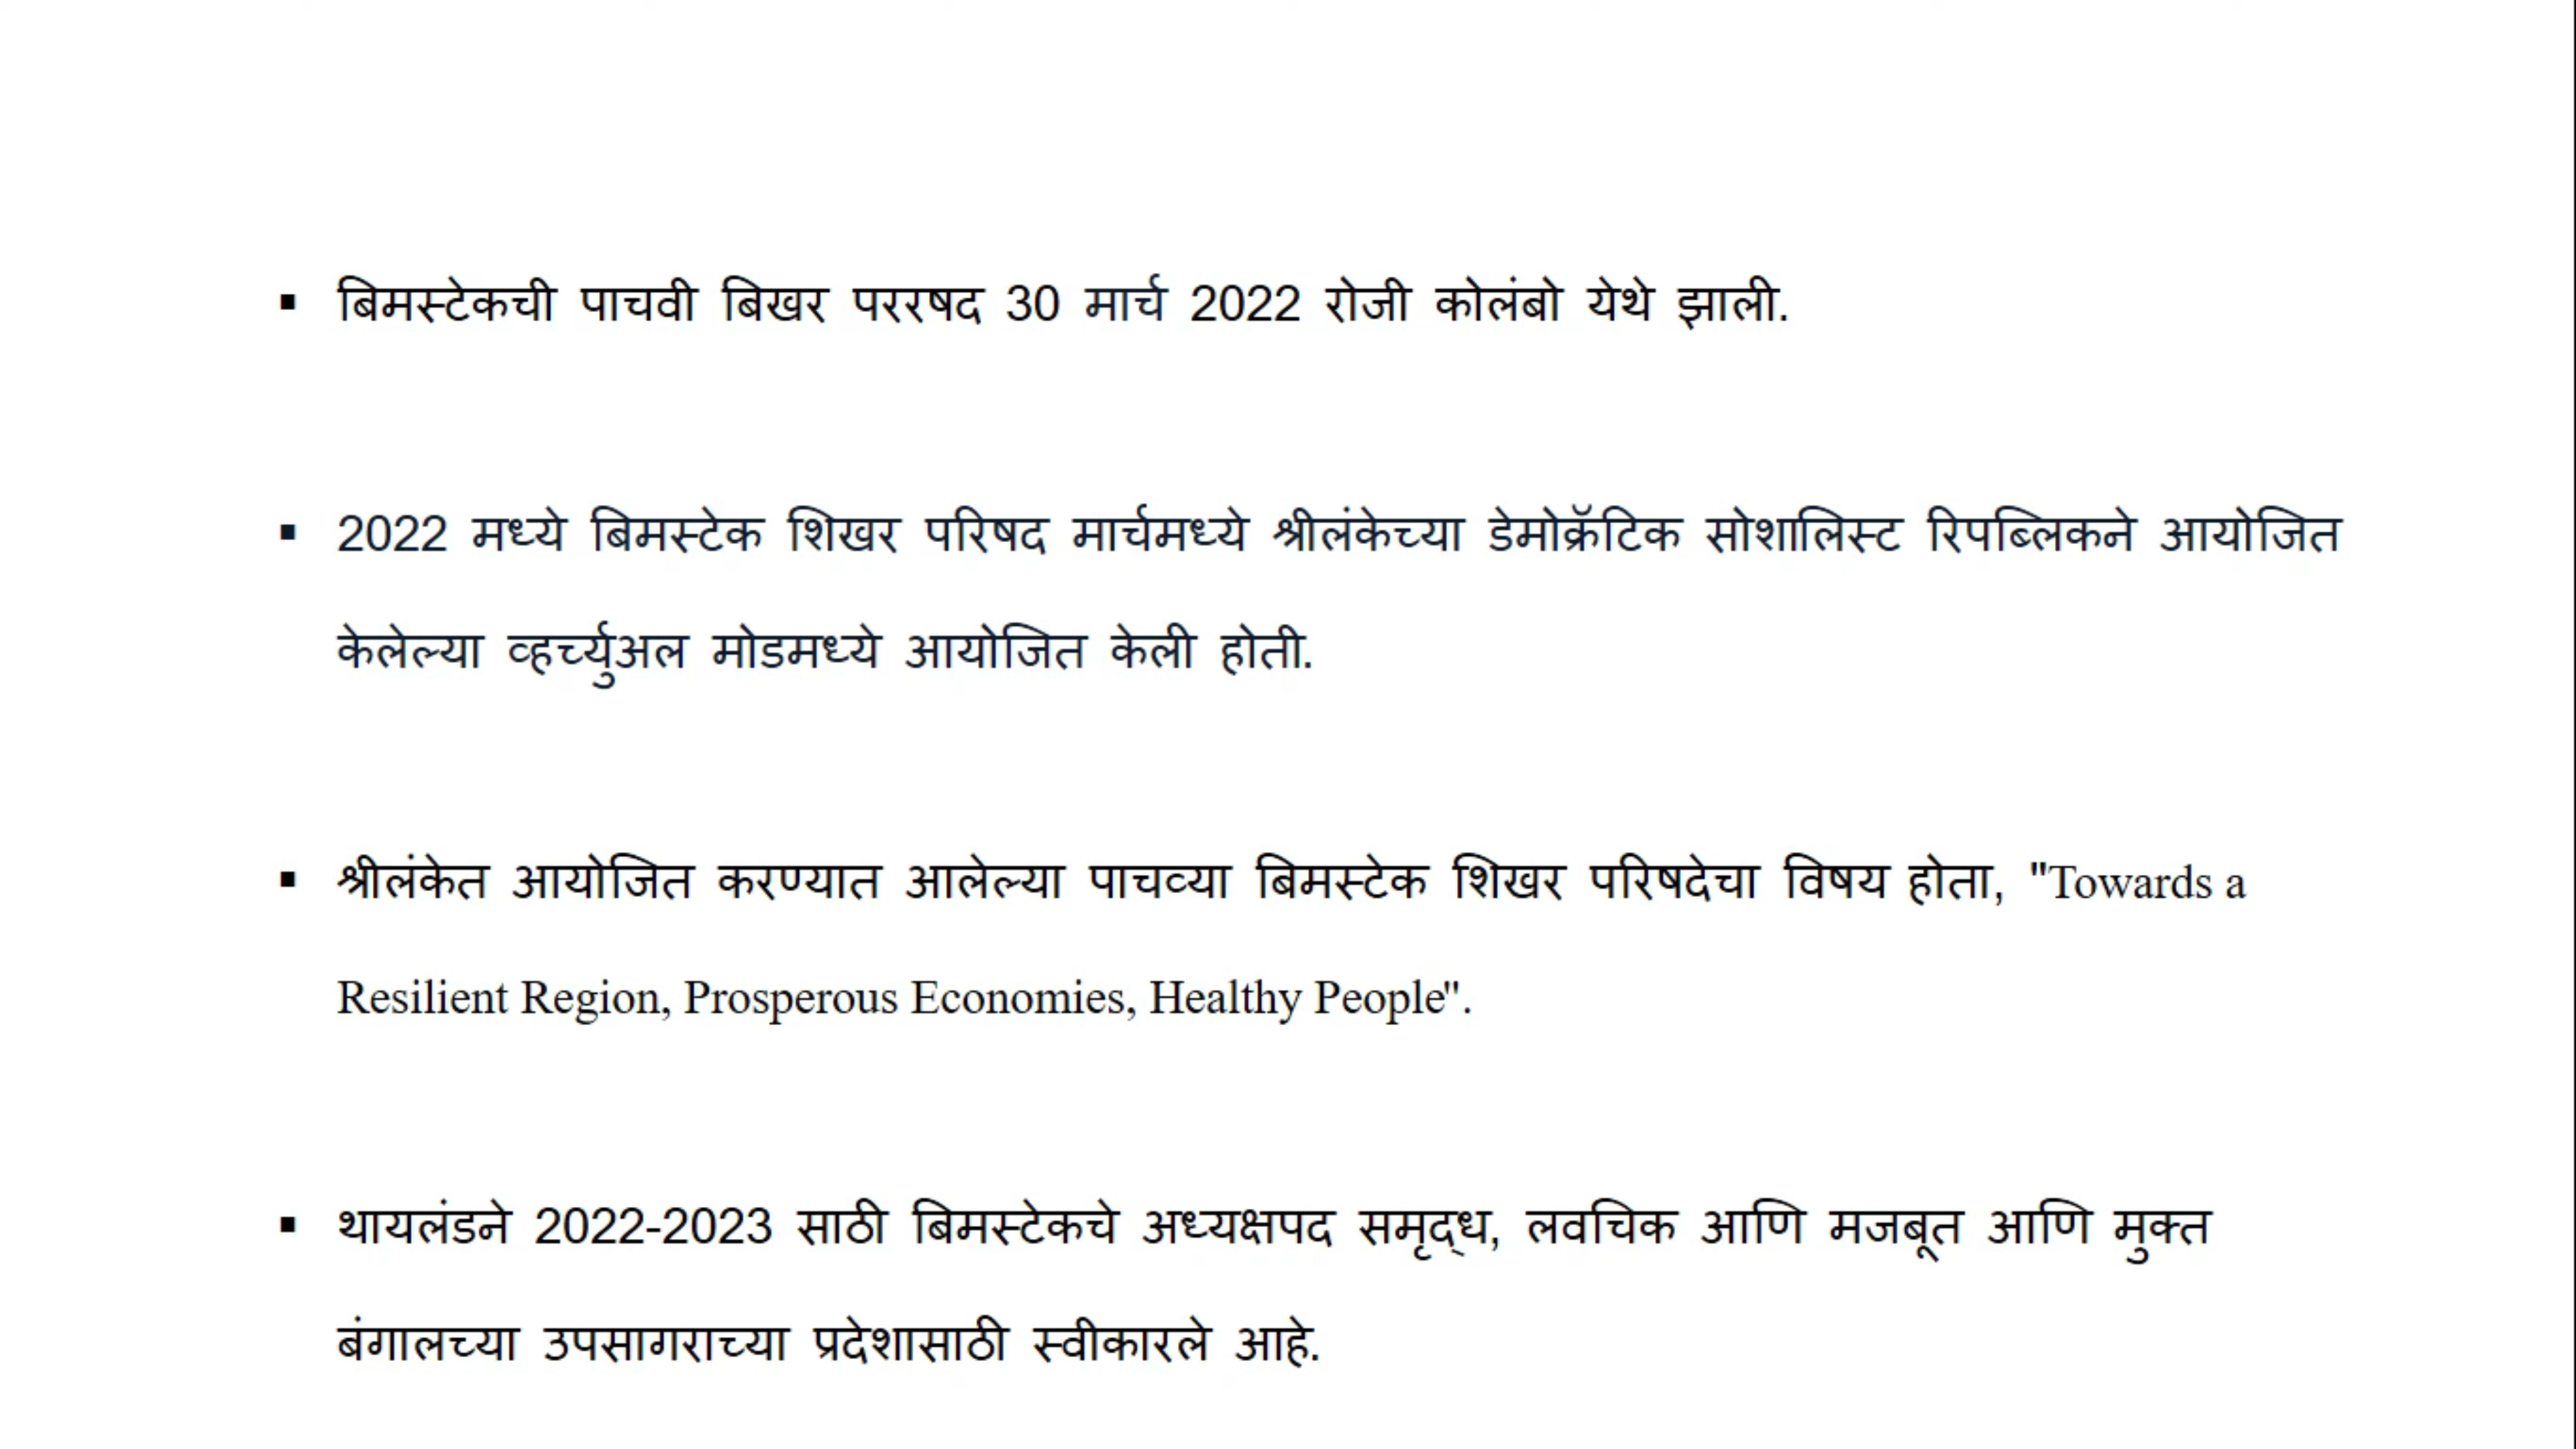 ▪ बिमस्टेकची पाचवी बिखर पररषद 30 मार्च 2022 रोजी कोलंबो येथे झाली.
▪ 2022 मध्ये बिमस्टेक शिखर परिषद मार्चमध्ये श्रीलंकेच्या डेमोक्रॅटिक सोशालिस्ट रिपब्लिकने आयोजित
केलेल्या व्हर्च्युअल मोडमध्ये आयोजित केली होती.
▪ श्रीलंकेत आयोजित करण्यात आलेल्या पाचव्या बिमस्टेक शिखर परिषदेचा विषय होता, "Towards a
Resilient Region, Prosperous Economies, Healthy People".
▪ थायलंडने 2022-2023 साठी बिमस्टेकचे अध्यक्षपद समृद्ध, लवचिक आणि मजबूत आणि मुक्त
बंगालच्या उपसागराच्या प्रदेशासाठी स्वीकारले आहे.